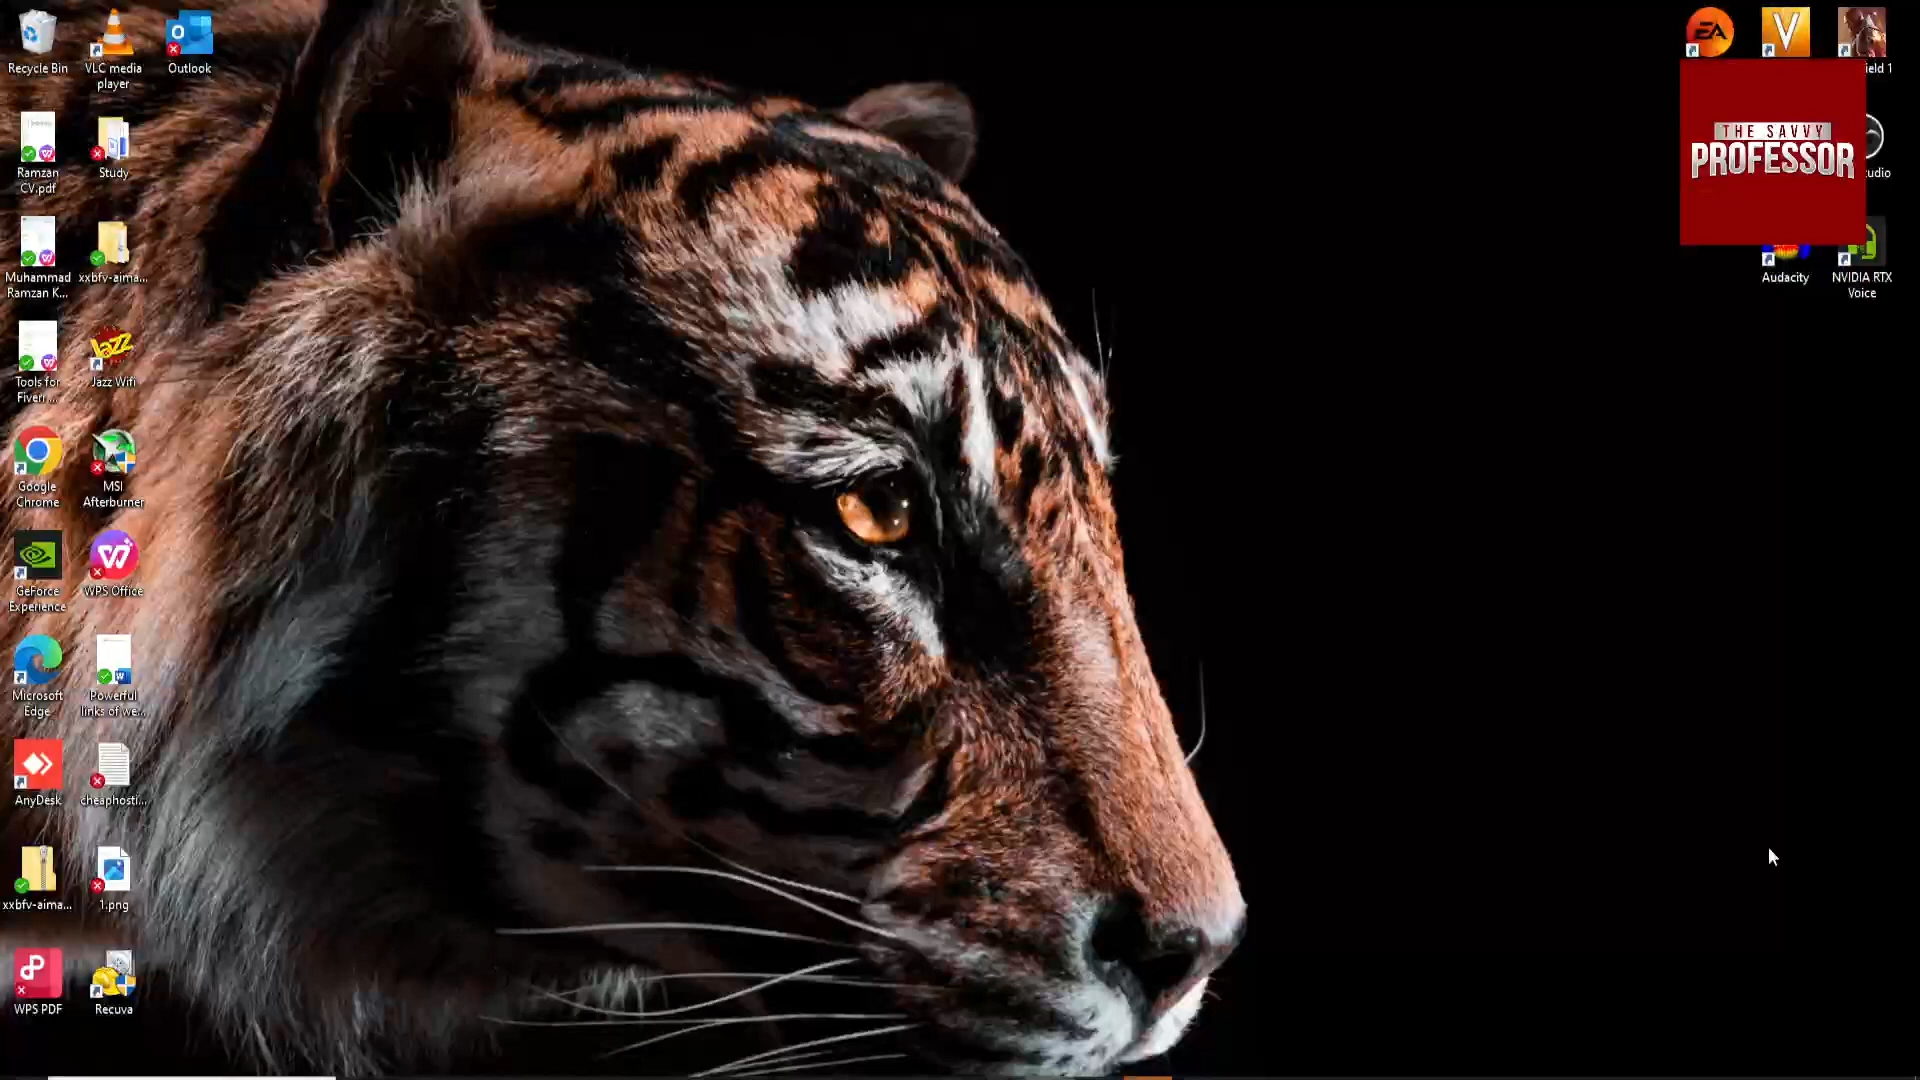 Recycle Bin
VLC media
player
Outlook
Ramzan
CV.pdf
Study
Muhammad
Ramzan K...
xxbfv-aima...
Tools for
Fiverr ...
Jazz
Jazz Wifi
Google
Chrome
MSI
Afterburner
GeForce
Experience
WPS Office
Microsoft
Edge
Powerful
links of we...
AnyDesk
cheaphosti...
xxbfv-aima...
1.png
WPS PDF
Recuva
EA
V
ield 1
THE SAVVY
PROFESSOR
udio
Audacity
NVIDIA RTX
Voice